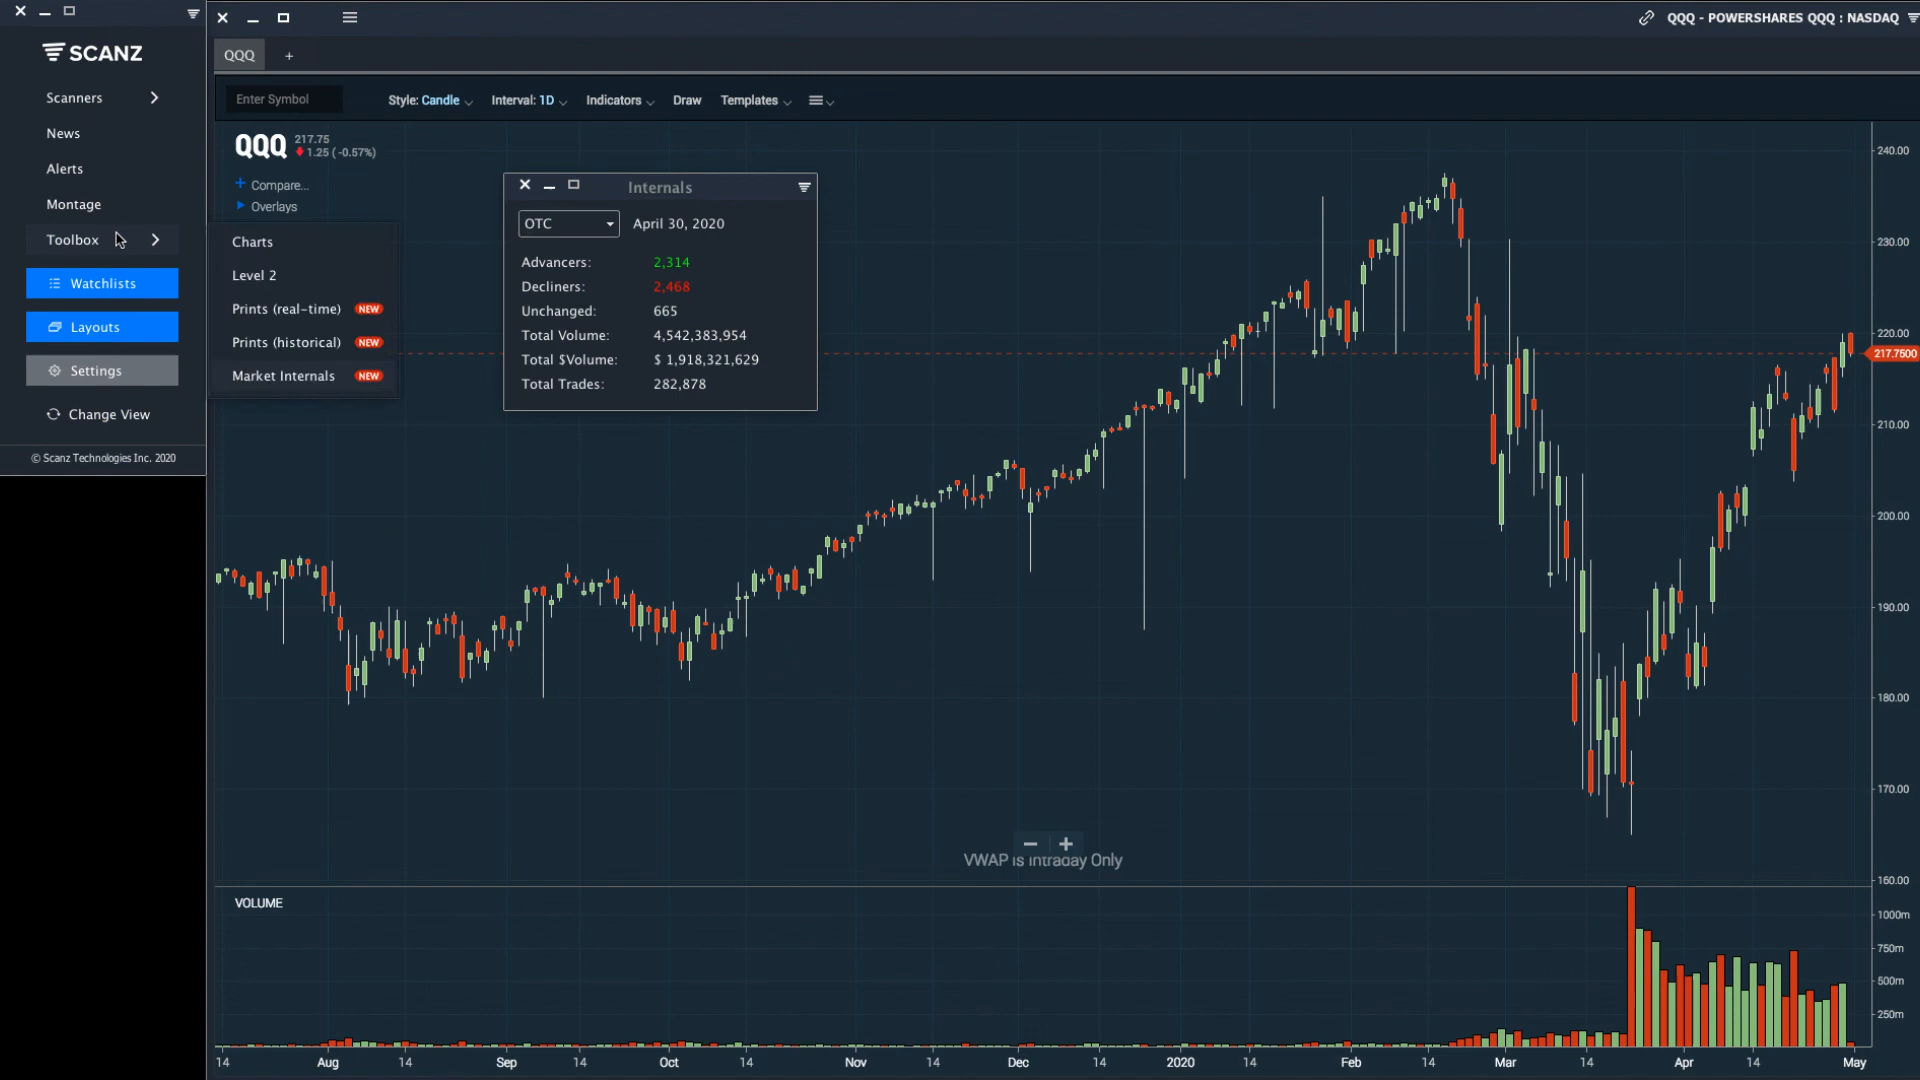 SCANZ
Scanners
News
Alerts
Montage
Toolbox
Watchlists
Layouts
Settings
Change View
© Scanz Technologies Inc. 2020
QQQ - POWERSHARES QQQ : NASDAQ
QQQ +
Enter Symbol Style: Candle Interval: 1D Indicators Draw Templates
QQQ 217.75
1.25 ( -0.57%)
+ Compare...
Overlays
Charts
Level 2
Prints (real-time) NEW
Prints (historical) NEW
Market Internals NEW
Internals
OTC April 30, 2020
Advancers: 2,314
Decliners: 2,468
Unchanged: 665
Total Volume: 4,542,383,954
Total $Volume: $ 1,918,321,629
Total Trades: 282,878
240.00
230.00
220.00
217.7500
210.00
200.00
190.00
180.00
170.00
160.00
VWAP is Intraday Only
VOLUME
1000m
750m
500m
250m
14 Aug 14 Sep 14 Oct 14 Nov 14 Dec 14 2020 14 Feb 14 Mar 14 Apr 14 May